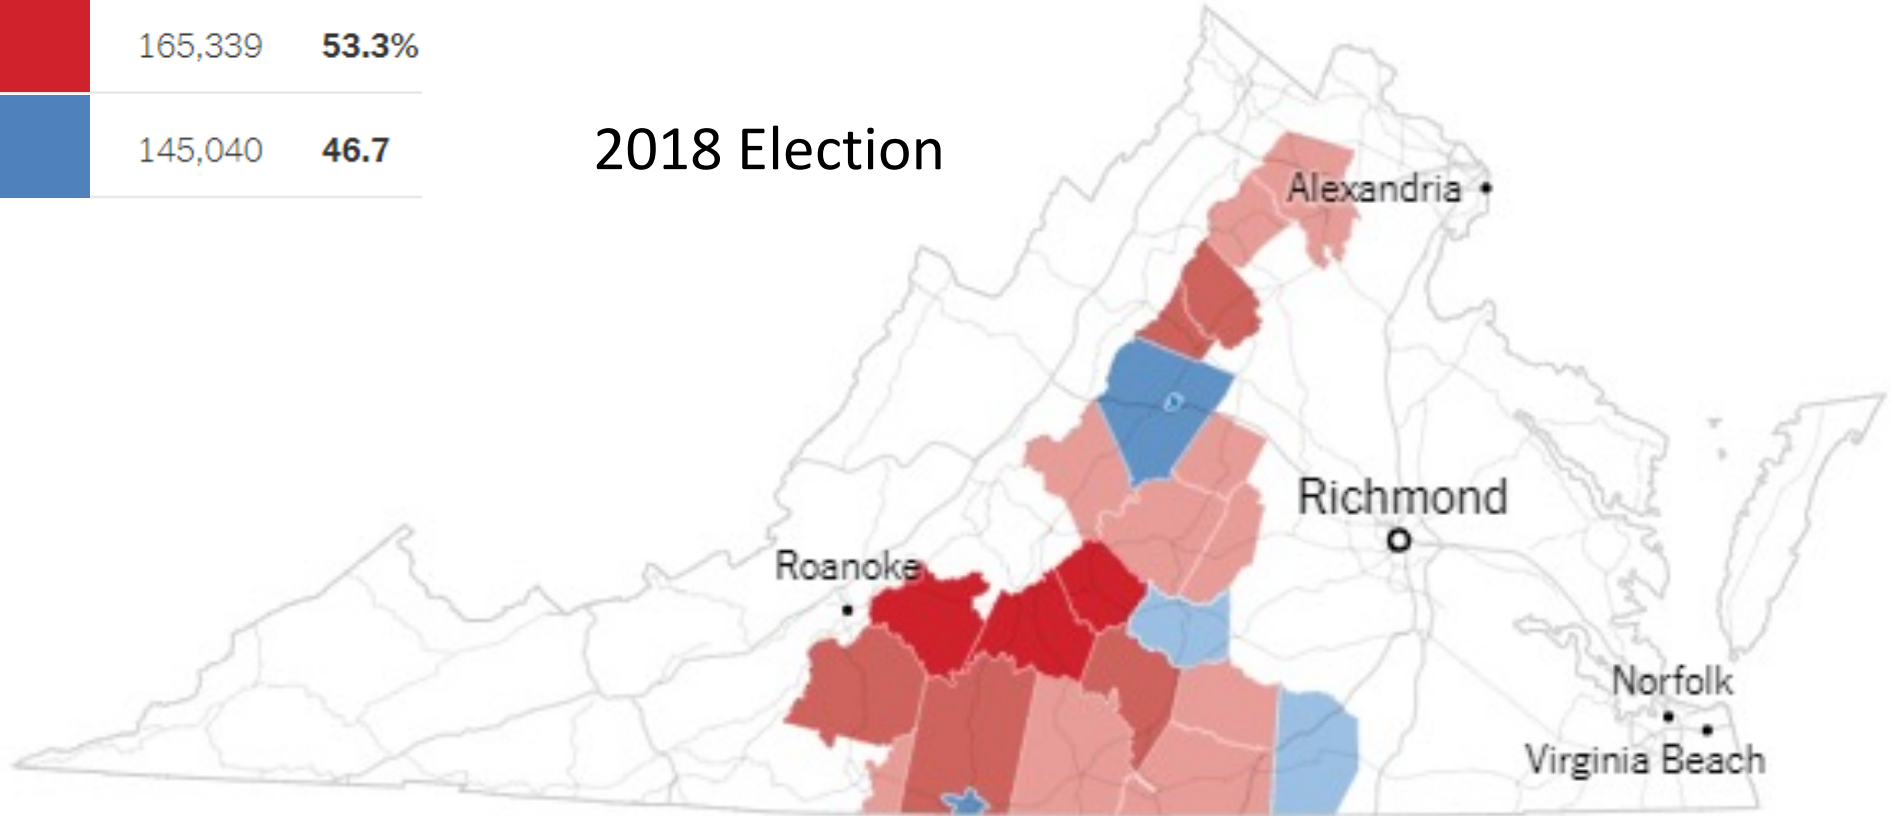 165,339 53.3%
145,040 46.7
2018 Election
Alexandria
Richmond
Roanoke
Norfolk
Virginia Beach